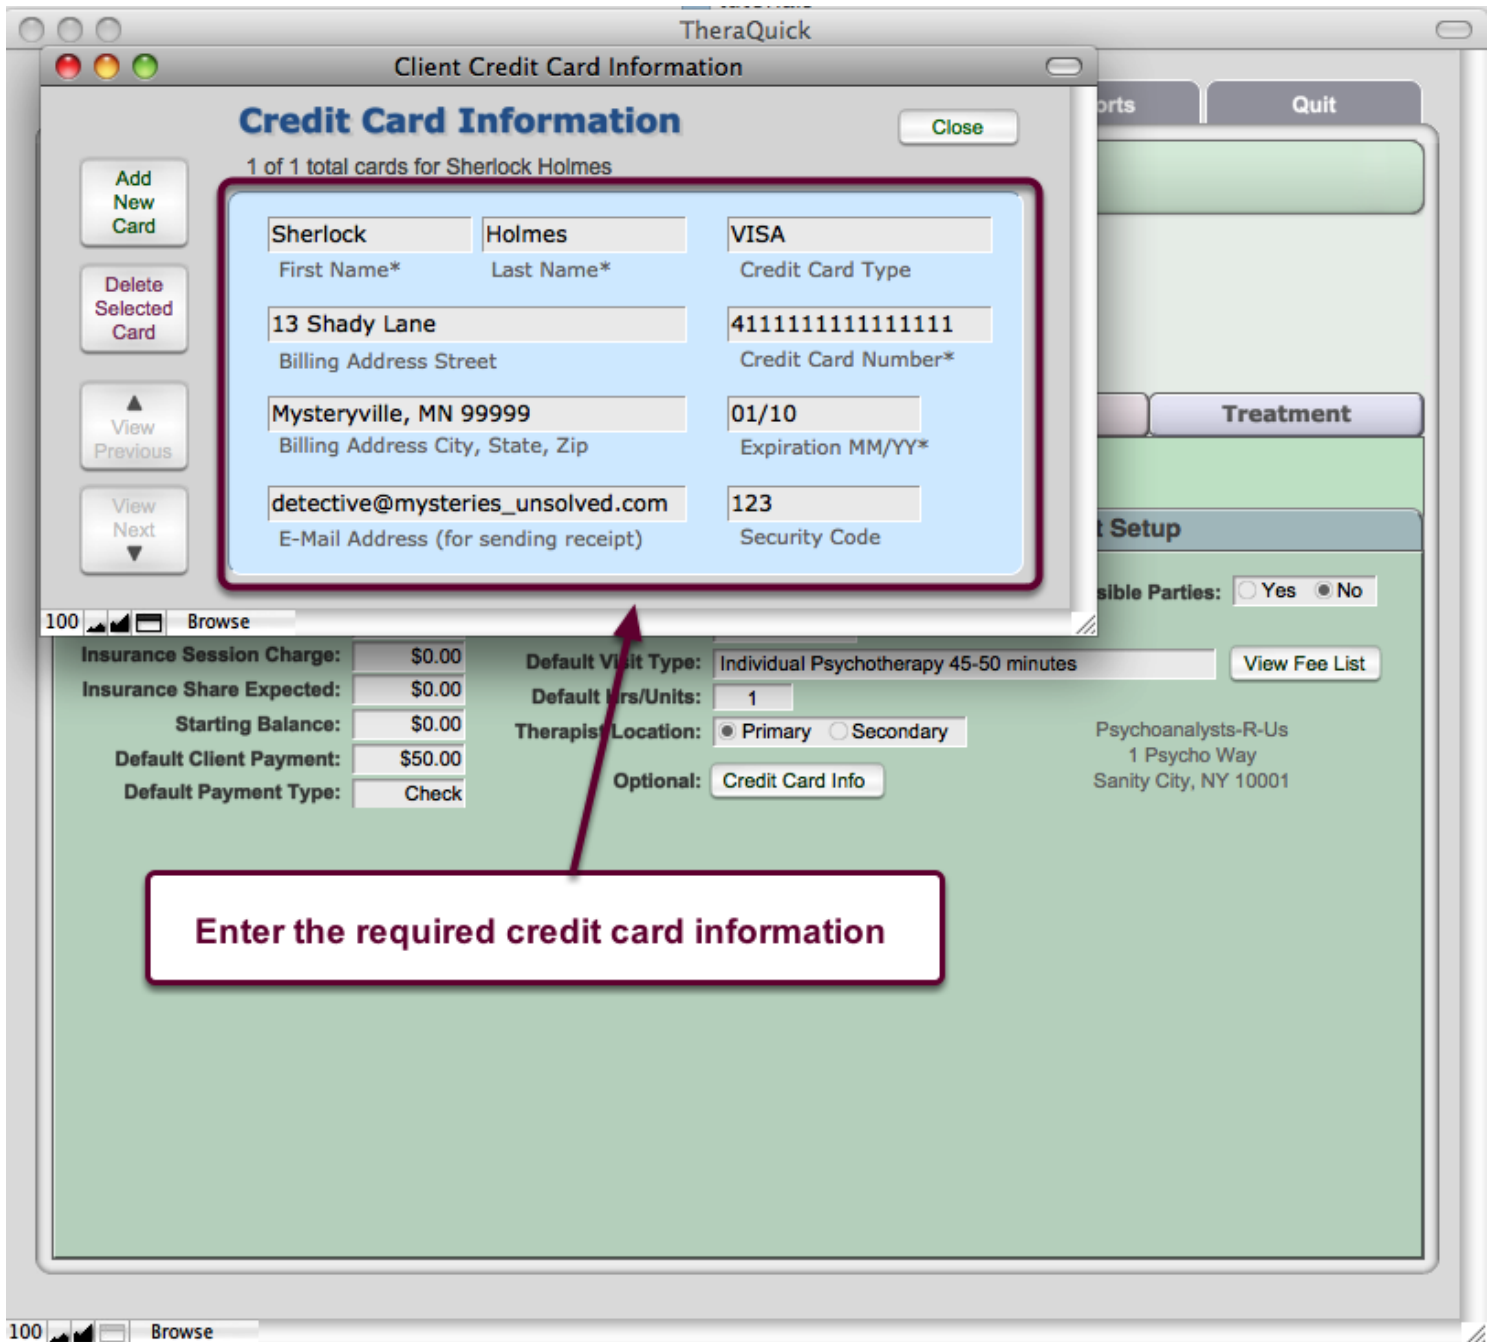 TheraQuick
Client Credit Card Information
Credit Card Information
Close
Quit
1 of 1 total cards for Sherlock Holmes
Add
New
Card
Delete
Selected
Card
View
Previous
View
Next
Sherlock Holmes VISA
First Name* Last Name* Credit Card Type
13 Shady Lane 4111111111111111
Billing Address Street Credit Card Number*
Mysteryville, MN 99999 01/10
Billing Address City, State, Zip Expiration MM/YY*
detective@mysteries_unsolved.com 123
E-Mail Address (for sending receipt) Security Code
100 Browse
Treatment
Setup
Parties: Yes No
Insurance Session Charge: $0.00
Insurance Share Expected: $0.00
Starting Balance: $0.00
Default Client Payment: $50.00
Default Payment Type: Check
Default Visit Type: Individual Psychotherapy 45-50 minutes View Fee List
Default Hrs/Units: 1
Therapist Location: Primary Secondary
Optional: Credit Card Info
Psychoanalysts-R-Us
1 Psycho Way
Sanity City, NY 10001
Enter the required credit card information
100 Browse